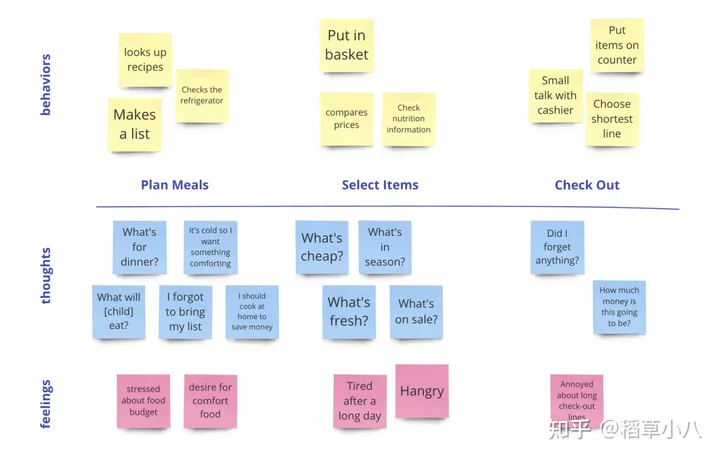 behaviors
looks up
recipes
Checks the
refrigerator
Makes
a list
Put in
basket
compares
prices
Check
nutrition
information
Put
items on
counter
Small
talk with
cashier
Choose
shortest
line
Plan Meals
Select Items
Check Out
thoughts
What's
for
dinner?
It's cold so I
want
something
comforting
What will
[child]
eat?
I forgot
to bring
my list
I should
cook at
home to
save money
What's
cheap?
What's
in
season?
What's
fresh?
What's
on sale?
Did I
forget
anything?
How much
money is
this going
to be?
feelings
stressed
about food
budget
desire for
comfort
food
Tired
after a
long day
Hangry
Annoyed
about long
check-out
lines
知乎 @稻草小八